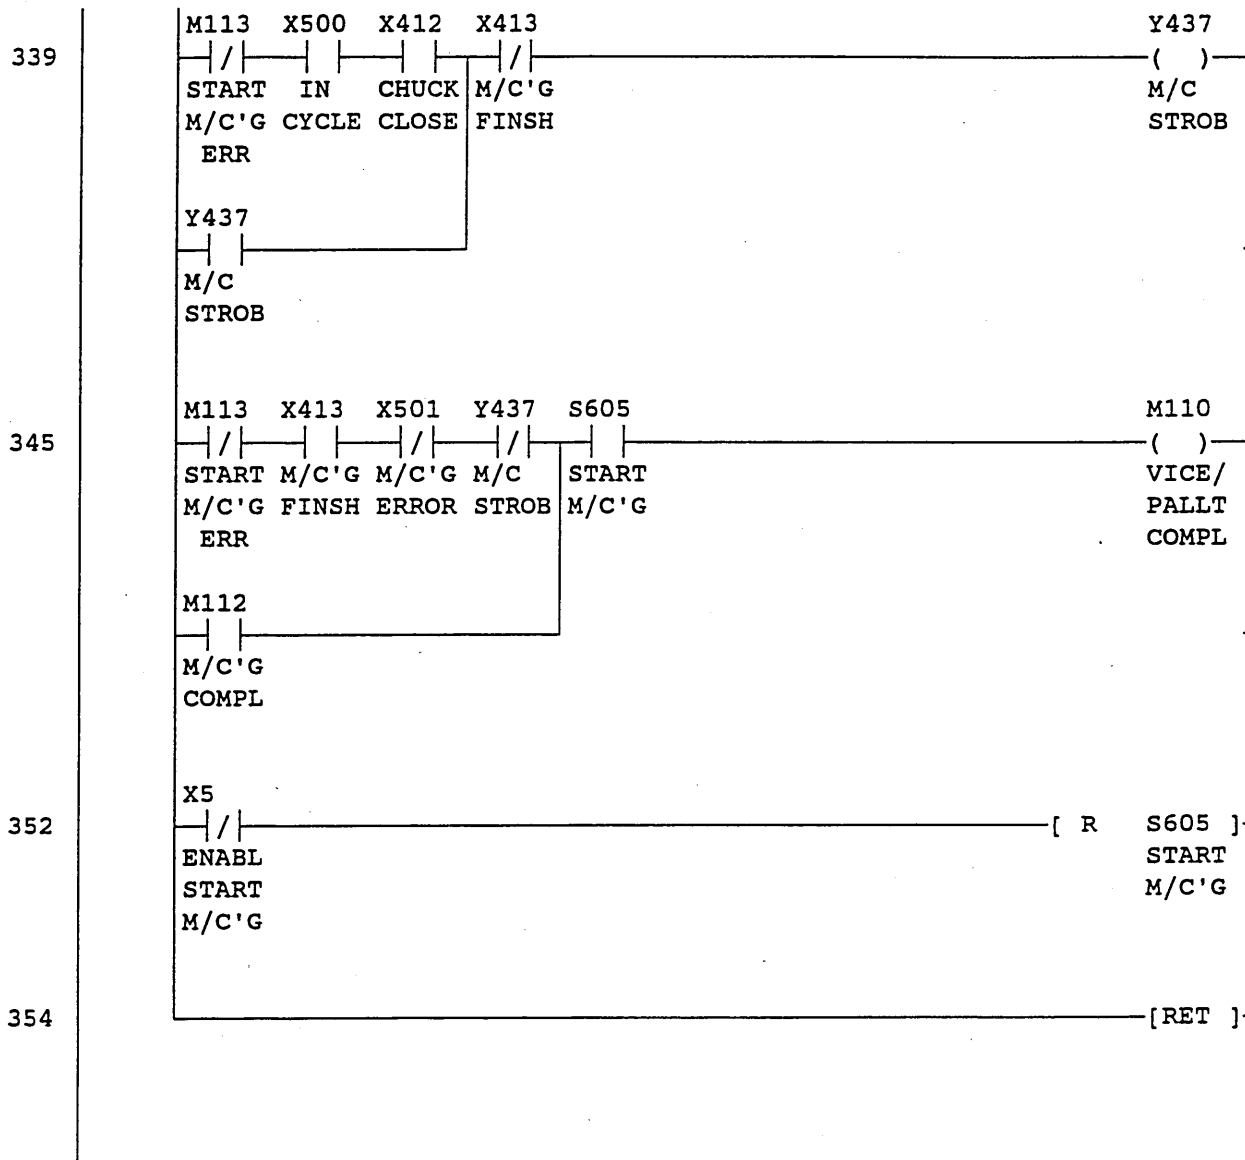 M113 X500 X412 X413 Y437
339 ( )
START IN CHUCK M/C'G M/C
M/C'G CYCLE CLOSE FINSH STROB
ERR
Y437
M/C
STROB
M113 X413 X501 Y437 S605 M110
345 ( )
START M/C'G M/C'G M/C START VICE/
M/C'G FINSH ERROR STROB M/C'G PALLT
ERR COMPL
M112
M/C'G
COMPL
X5
352 [ R S605 ]
ENABL START
START M/C'G
M/C'G
354 [RET ]